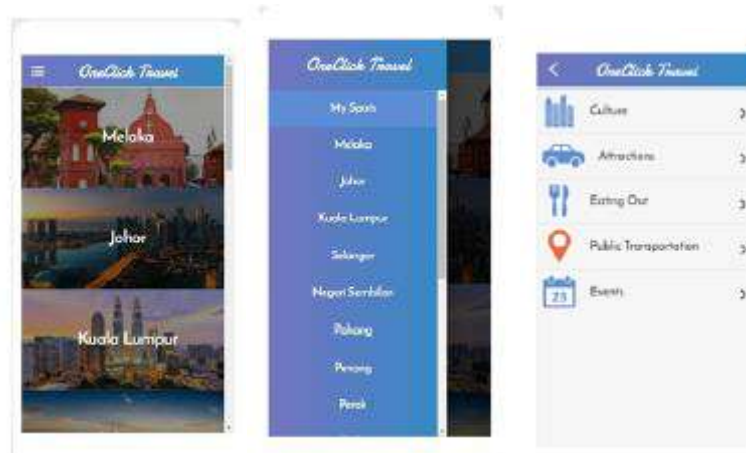 OneClick Travel
Melaka
Johor
Kuala Lumpur
OneClick Travel
My Spots
Melaka
Johor
Kuala Lumpur
Selangor
Negeri Sembilan
Pahang
Penang
Perak
OneClick Travel
Culture
Attractions
Eating Out
Public Transportation
23
Events